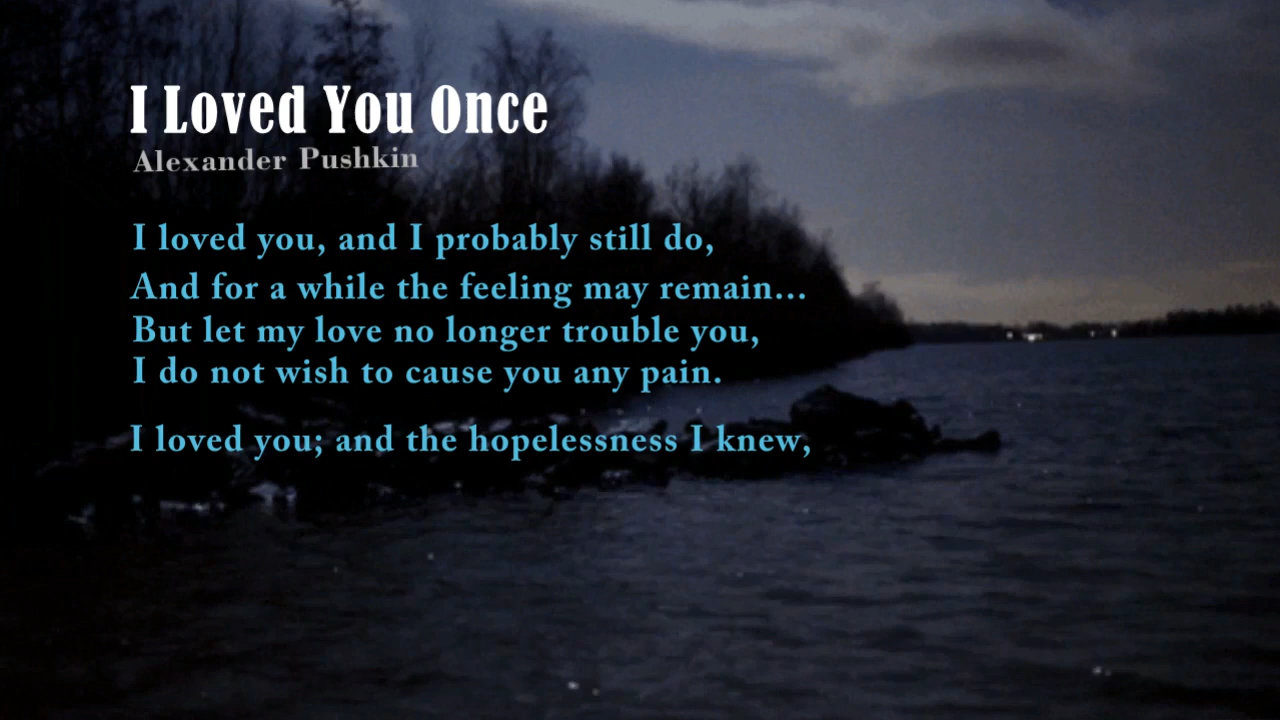 I Loved You Once
Alexander Pushkin
I loved you, and I probably still do,
And for a while the feeling may remain...
But let my love no longer trouble you,
I do not wish to cause you any pain.
I loved you; and the hopelessness I knew,